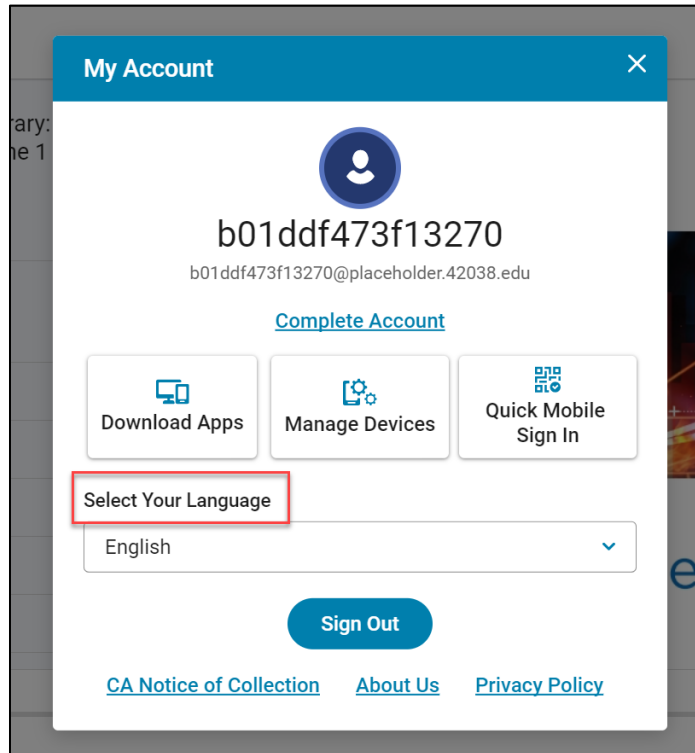 My Account
rary:
ne 1
b01ddf473f13270
b01ddf473f13270@placeholder.42038.edu
Complete Account
Download Apps
Manage Devices
Quick Mobile
Sign In
Select Your Language
English
Sign Out
CA Notice of Collection About Us Privacy Policy